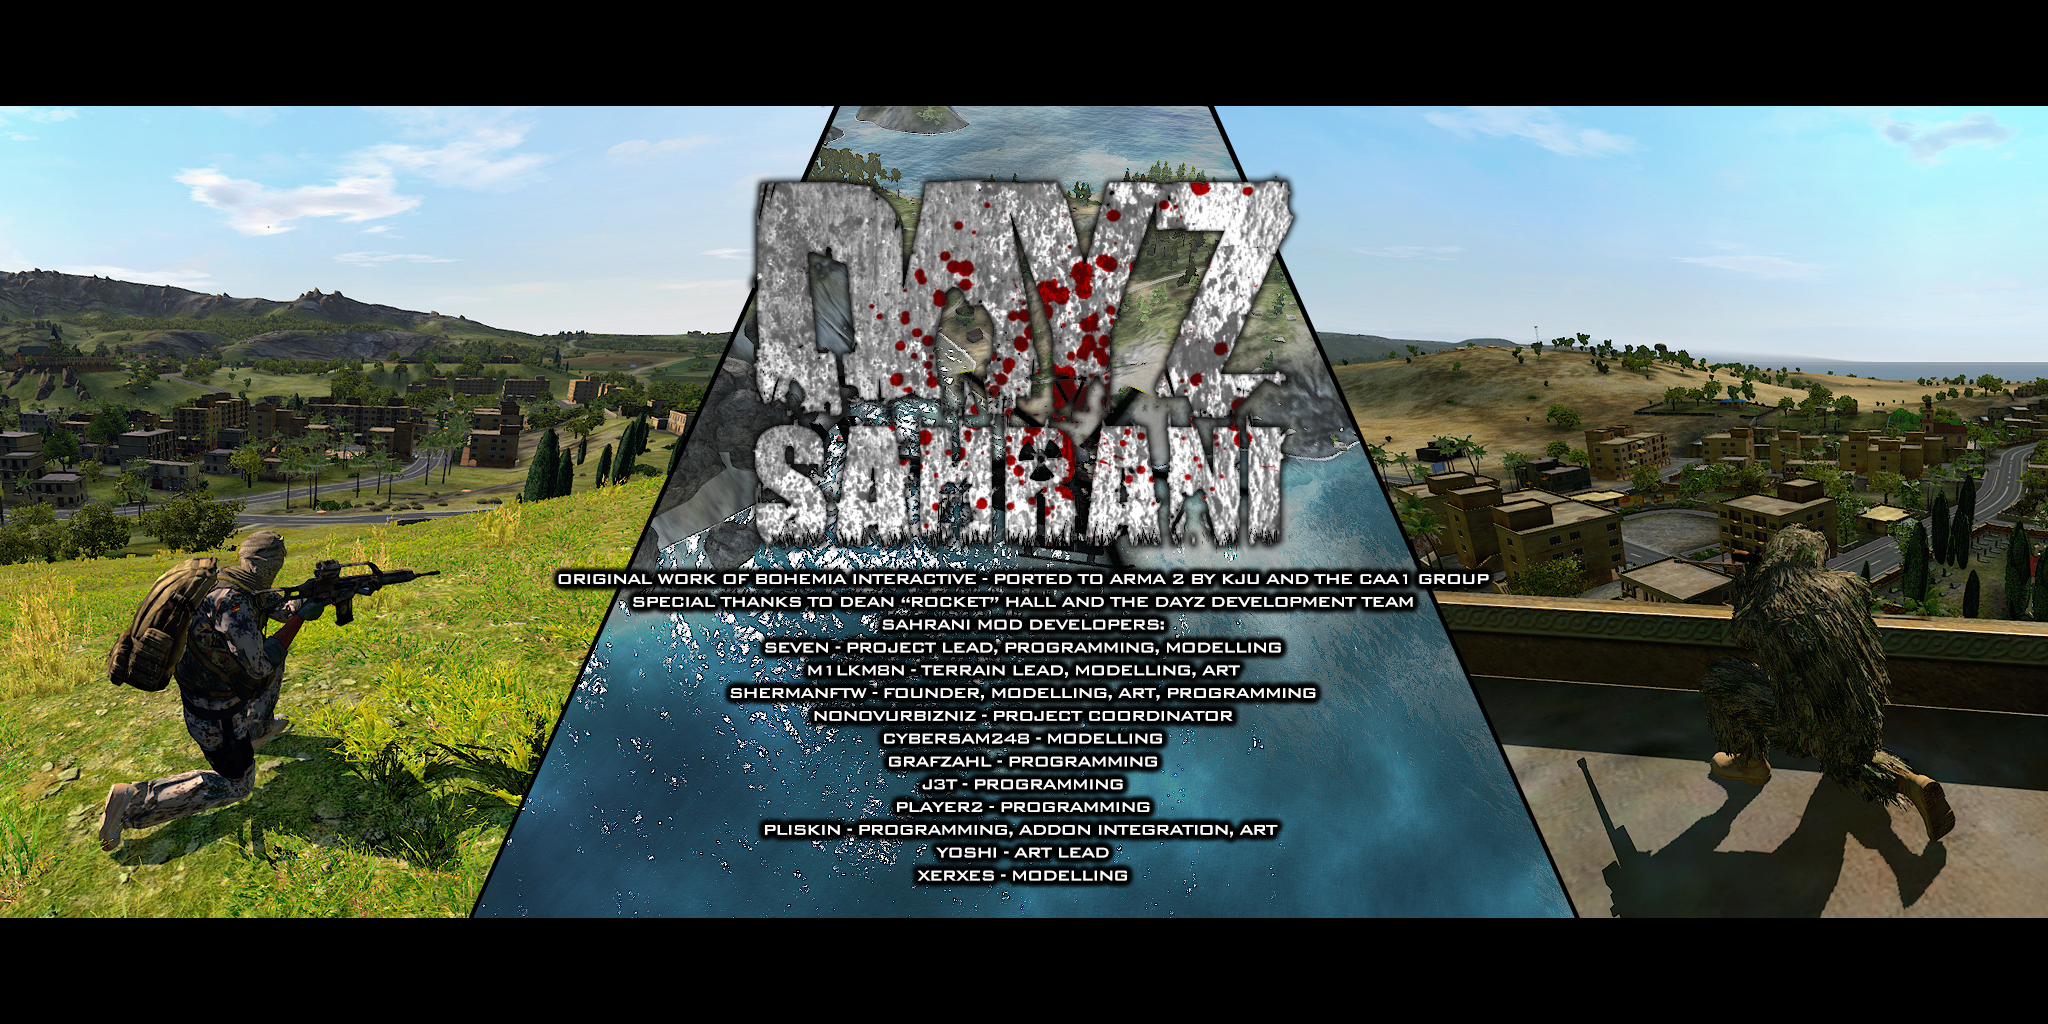 DAYZ
SAHRANI
ORIGINAL WORK OF BOHEMIA INTERACTIVE - PORTED TO ARMA 2 BY KJU AND THE CAA1 GROUP
SPECIAL THANKS TO DEAN “ROCKET” HALL AND THE DAYZ DEVELOPMENT TEAM
SAHRANI MOD DEVELOPERS:
SEVEN - PROJECT LEAD, PROGRAMMING, MODELLING
M1LKM8N - TERRAIN LEAD, MODELLING, ART
SHERMANFTW - FOUNDER, MODELLING, ART, PROGRAMMING
NONOVURBIZNIZ - PROJECT COORDINATOR
CYBERSAM248 - MODELLING
GRAFZAHL - PROGRAMMING
J3T - PROGRAMMING
PLAYER2 - PROGRAMMING
PLISKIN - PROGRAMMING, ADDON INTEGRATION, ART
YOSHI - ART LEAD
XERXES - MODELLING